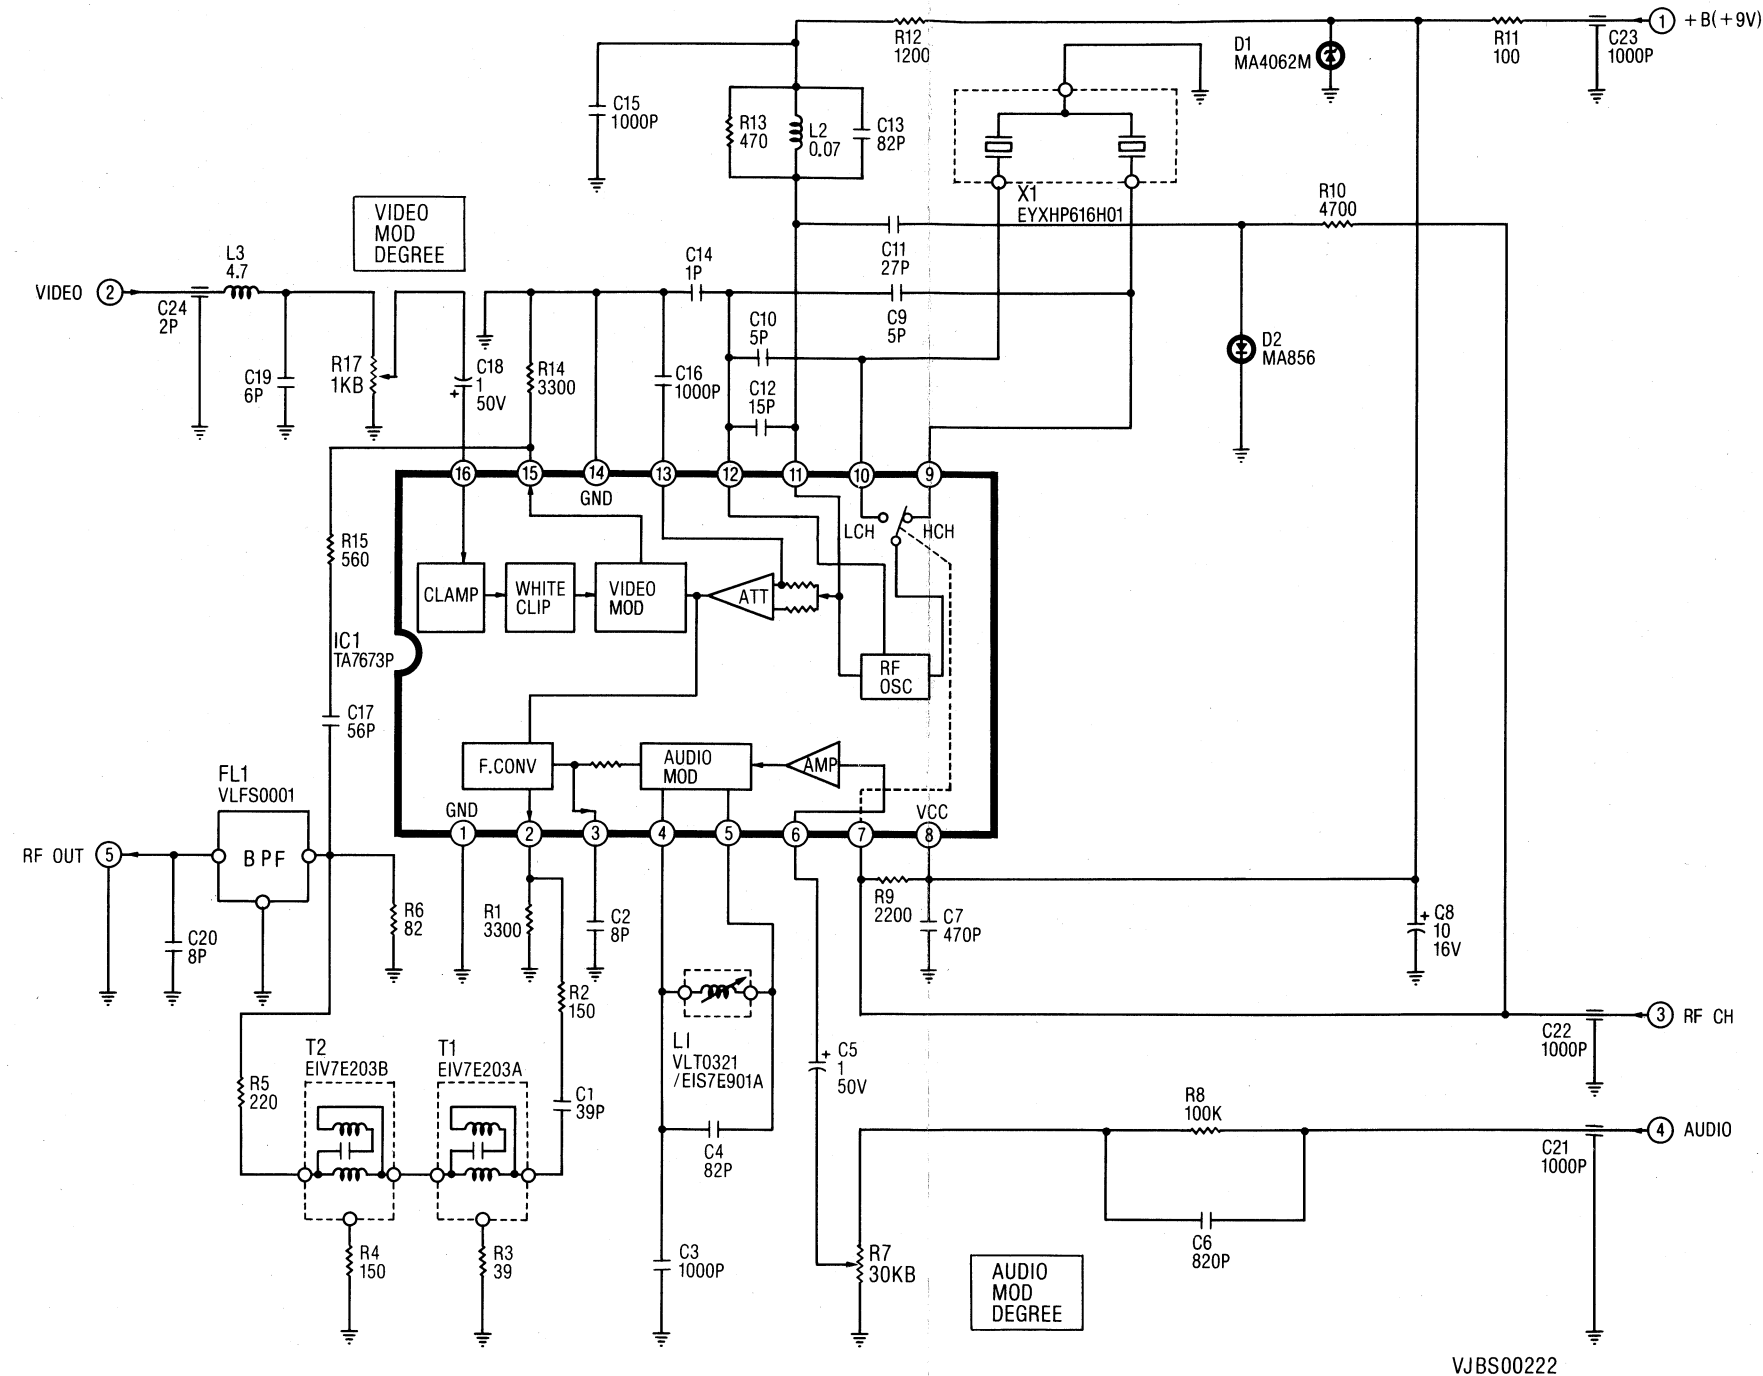 R12
1200
D1
MA4062M
R11
100
C23
1000P
1
+B(+9V)
C15
1000P
R13
470
L2
0.07
C13
82P
X1
EYXHP616H01
R10
4700
VIDEO
MOD
DEGREE
L3
4.7
VIDEO
2
C24
2P
C19
6P
R17
1KB
C18
1
50V
+
R14
3300
C14
1P
C16
1000P
C10
5P
C12
15P
C11
27P
C9
5P
D2
MA856
16
15
14
13
12
11
10
9
GND
LCH
HCH
R15
560
CLAMP
WHITE
CLIP
VIDEO
MOD
ATT
IC1
TA7673P
RF
OSC
C17
56P
F.CONV
AUDIO
MOD
AMP
FL1
VLFS0001
BPF
GND
VCC
1
2
3
4
5
6
7
8
RF OUT
5
C20
8P
R6
82
R1
3300
C2
8P
R9
2200
C7
470P
+
C8
10
16V
R2
150
L1
VLT0321
/EIS7E901A
C22
1000P
3
RF CH
T2
EIV7E203B
T1
EIV7E203A
R5
220
C1
39P
+
C5
1
50V
C4
82P
R8
100K
C6
820P
C21
1000P
4
AUDIO
R4
150
R3
39
C3
1000P
R7
30KB
AUDIO
MOD
DEGREE
VJBS00222